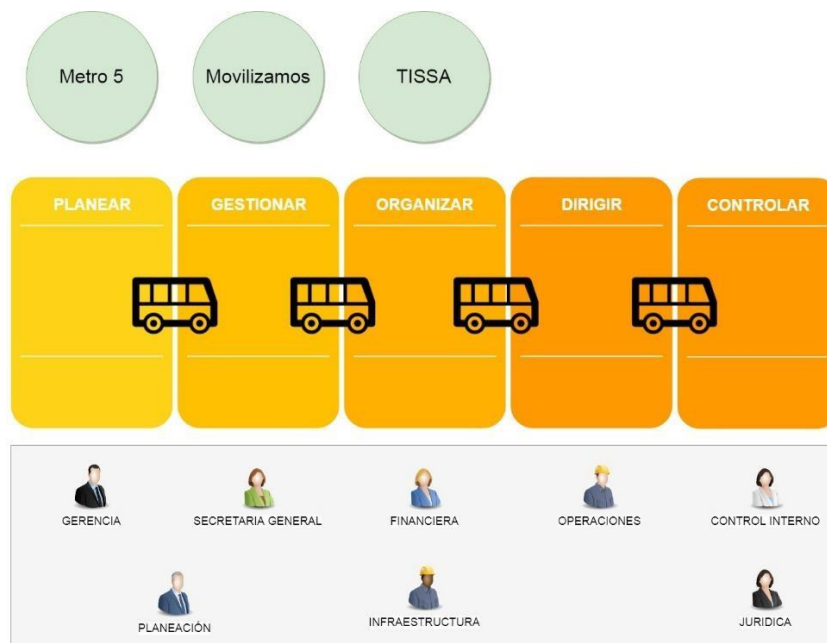 Metro 5
Movilizamos
TISSA
PLANEAR
GESTIONAR
ORGANIZAR
DIRIGIR
CONTROLAR
GERENCIA
SECRETARIA GENERAL
FINANCIERA
OPERACIONES
CONTROL INTERNO
PLANEACIÓN
INFRAESTRUCTURA
JURIDICA